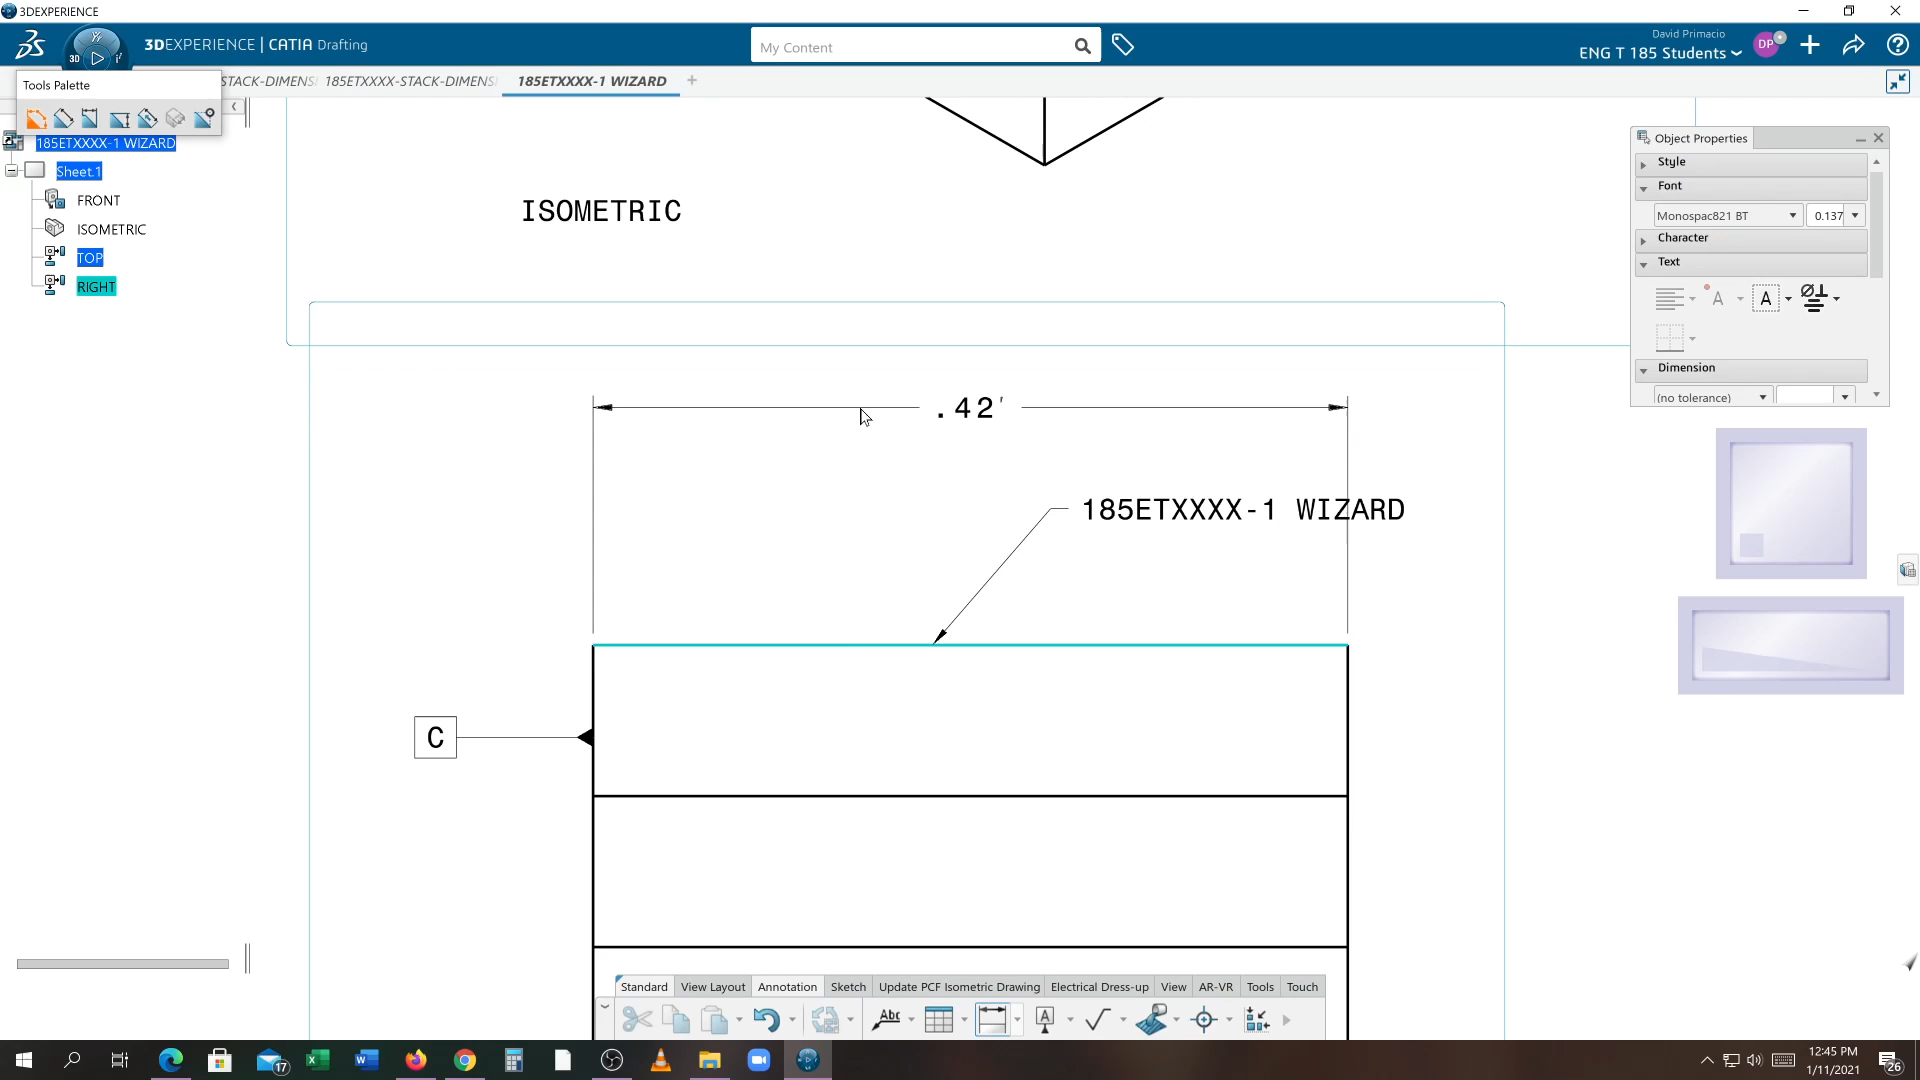 3DEXPERIENCE
3DEXPERIENCE | CATIA Drafting
My Content
David Primacio
ENG T 185 Students
DP
3D
Tools Palette
STACK-DIMENS
185ETXXXX-STACK-DIMENS
185ETXXXX-1 WIZARD
185ETXXXX-1 WIZARD
Sheet.1
FRONT
ISOMETRIC
TOP
RIGHT
ISOMETRIC
.42'
185ETXXXX-1 WIZARD
C
Object Properties
Style
Font
Monospac821 BT
0.137
Character
Text
A
A
Dimension
(no tolerance)
Standard
View Layout
Annotation
Sketch
Update PCF Isometric Drawing
Electrical Dress-up
View
AR-VR
Tools
Touch
Abc
A
17
12:45 PM
1/11/2021
26